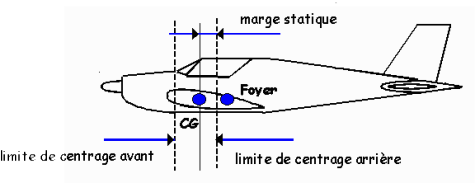 marge statique
Foyer
CG
limite de centrage avant
limite de centrage arrière